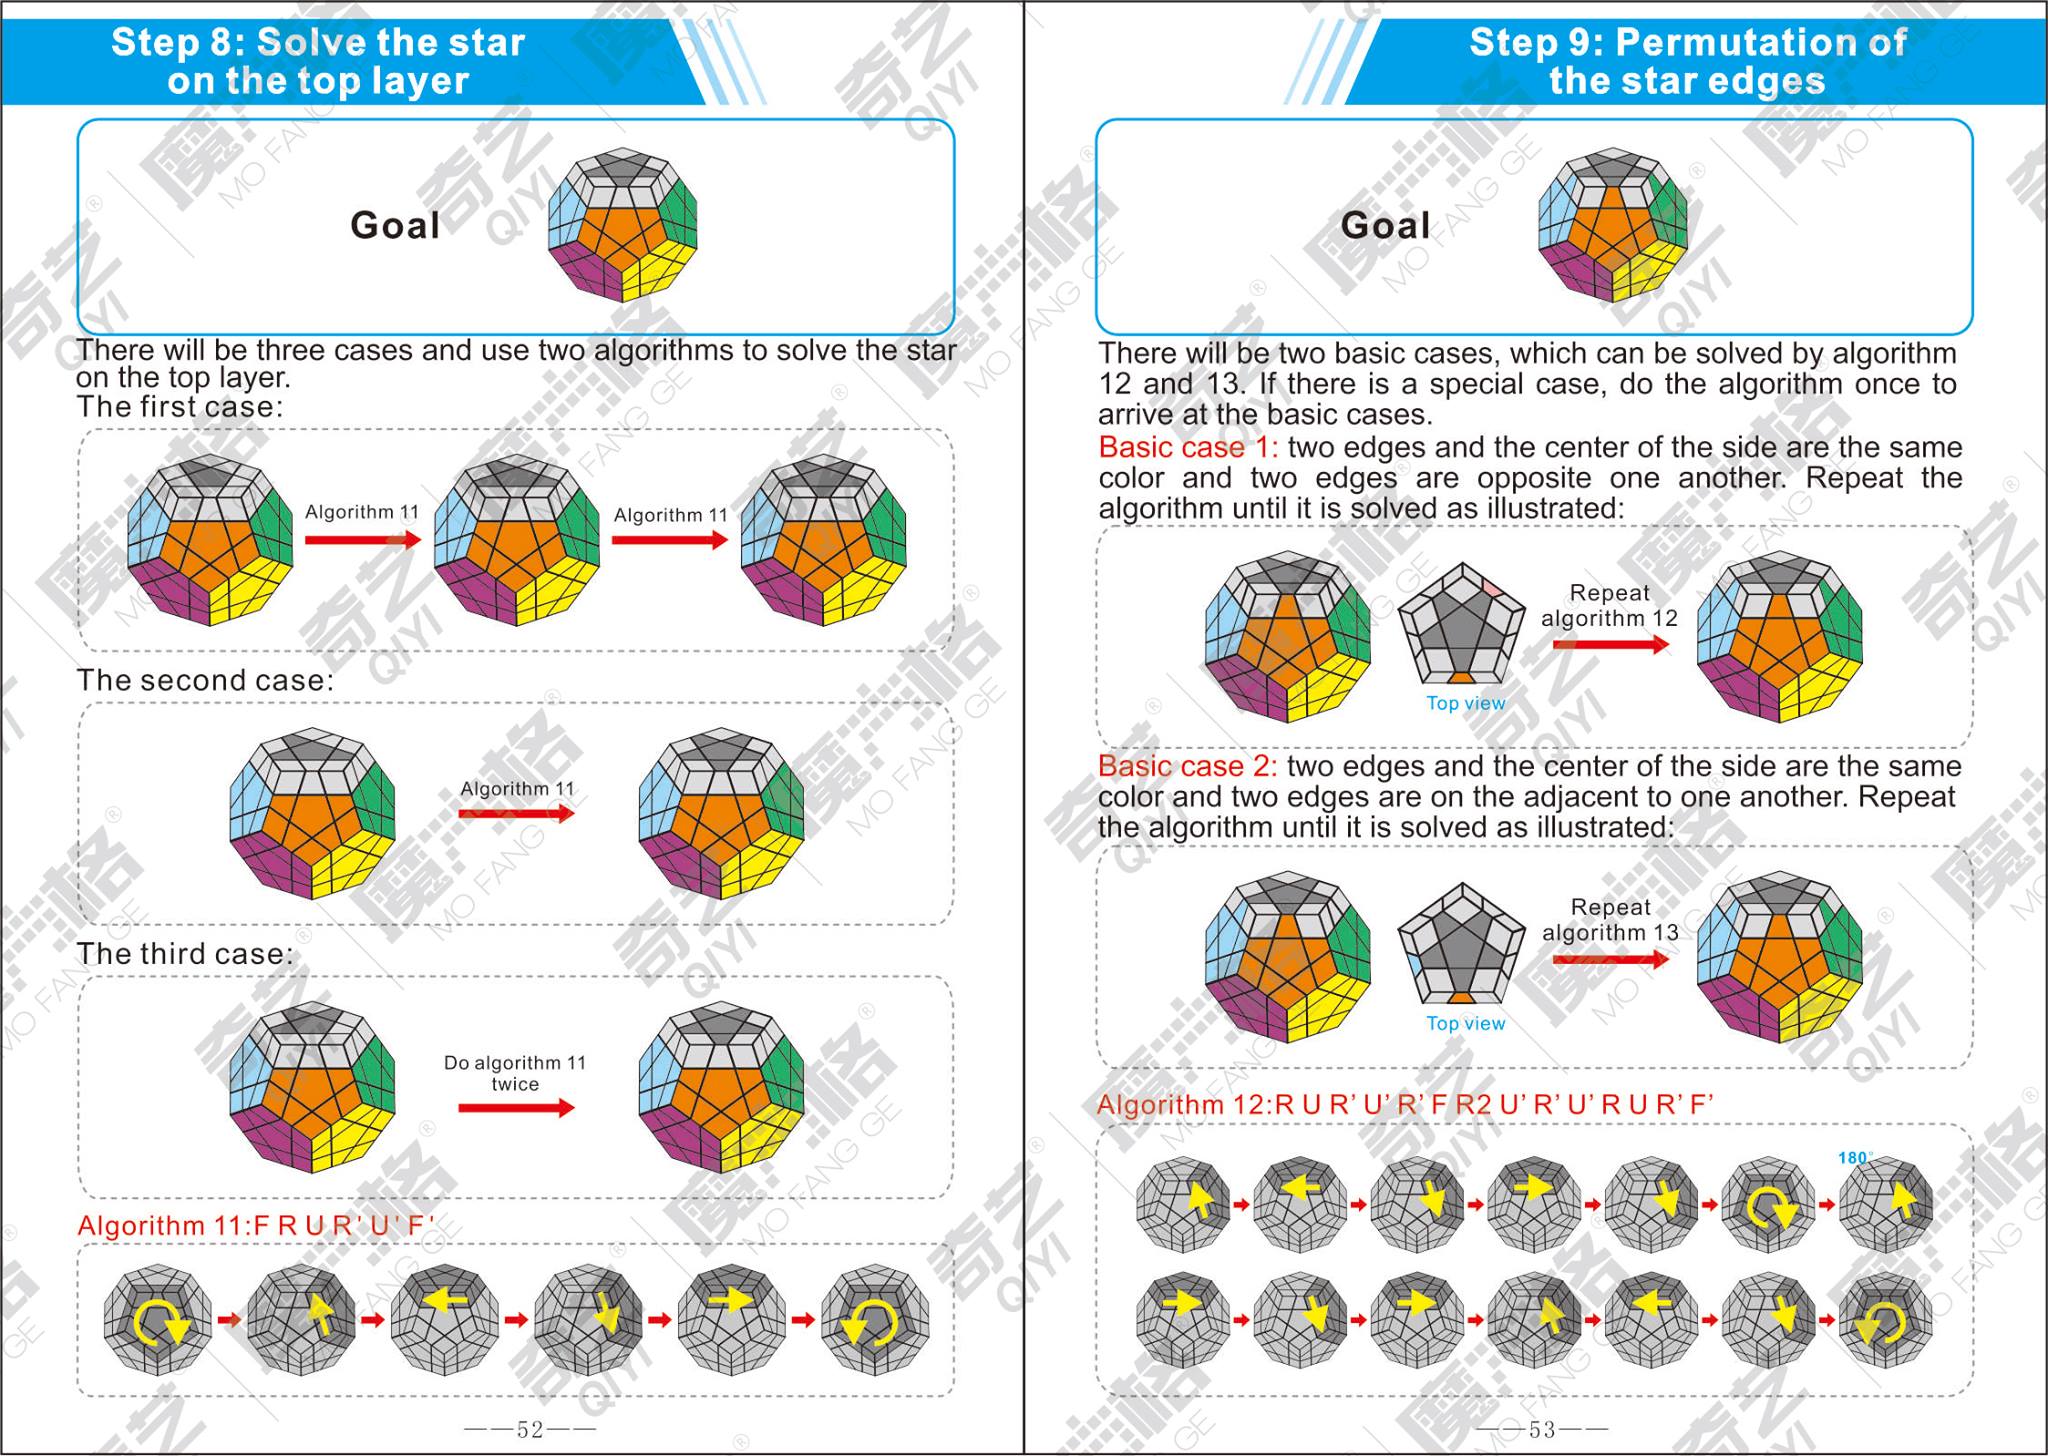 Step 8: Solve the star
on the top layer
Goal
There will be three cases and use two algorithms to solve the star
on the top layer.
The first case:
Algorithm 11
Algorithm 11
The second case:
Algorithm 11
The third case:
Do algorithm 11
twice
Algorithm 11:F R U R' U' F'
——52——
Step 9: Permutation of
the star edges
Goal
There will be two basic cases, which can be solved by algorithm
12 and 13. If there is a special case, do the algorithm once to
arrive at the basic cases.
Basic case 1: two edges and the center of the side are the same
color and two edges are opposite one another. Repeat the
algorithm until it is solved as illustrated:
Top view
Repeat
algorithm 12
Basic case 2: two edges and the center of the side are the same
color and two edges are on the adjacent to one another. Repeat
the algorithm until it is solved as illustrated:
Top view
Repeat
algorithm 13
Algorithm 12:R U R’ U’ R’ F R2 U’ R’ U’ R U R’ F’
180°
——53——
奇艺®
QIYI
魔方格
MO FANG GE